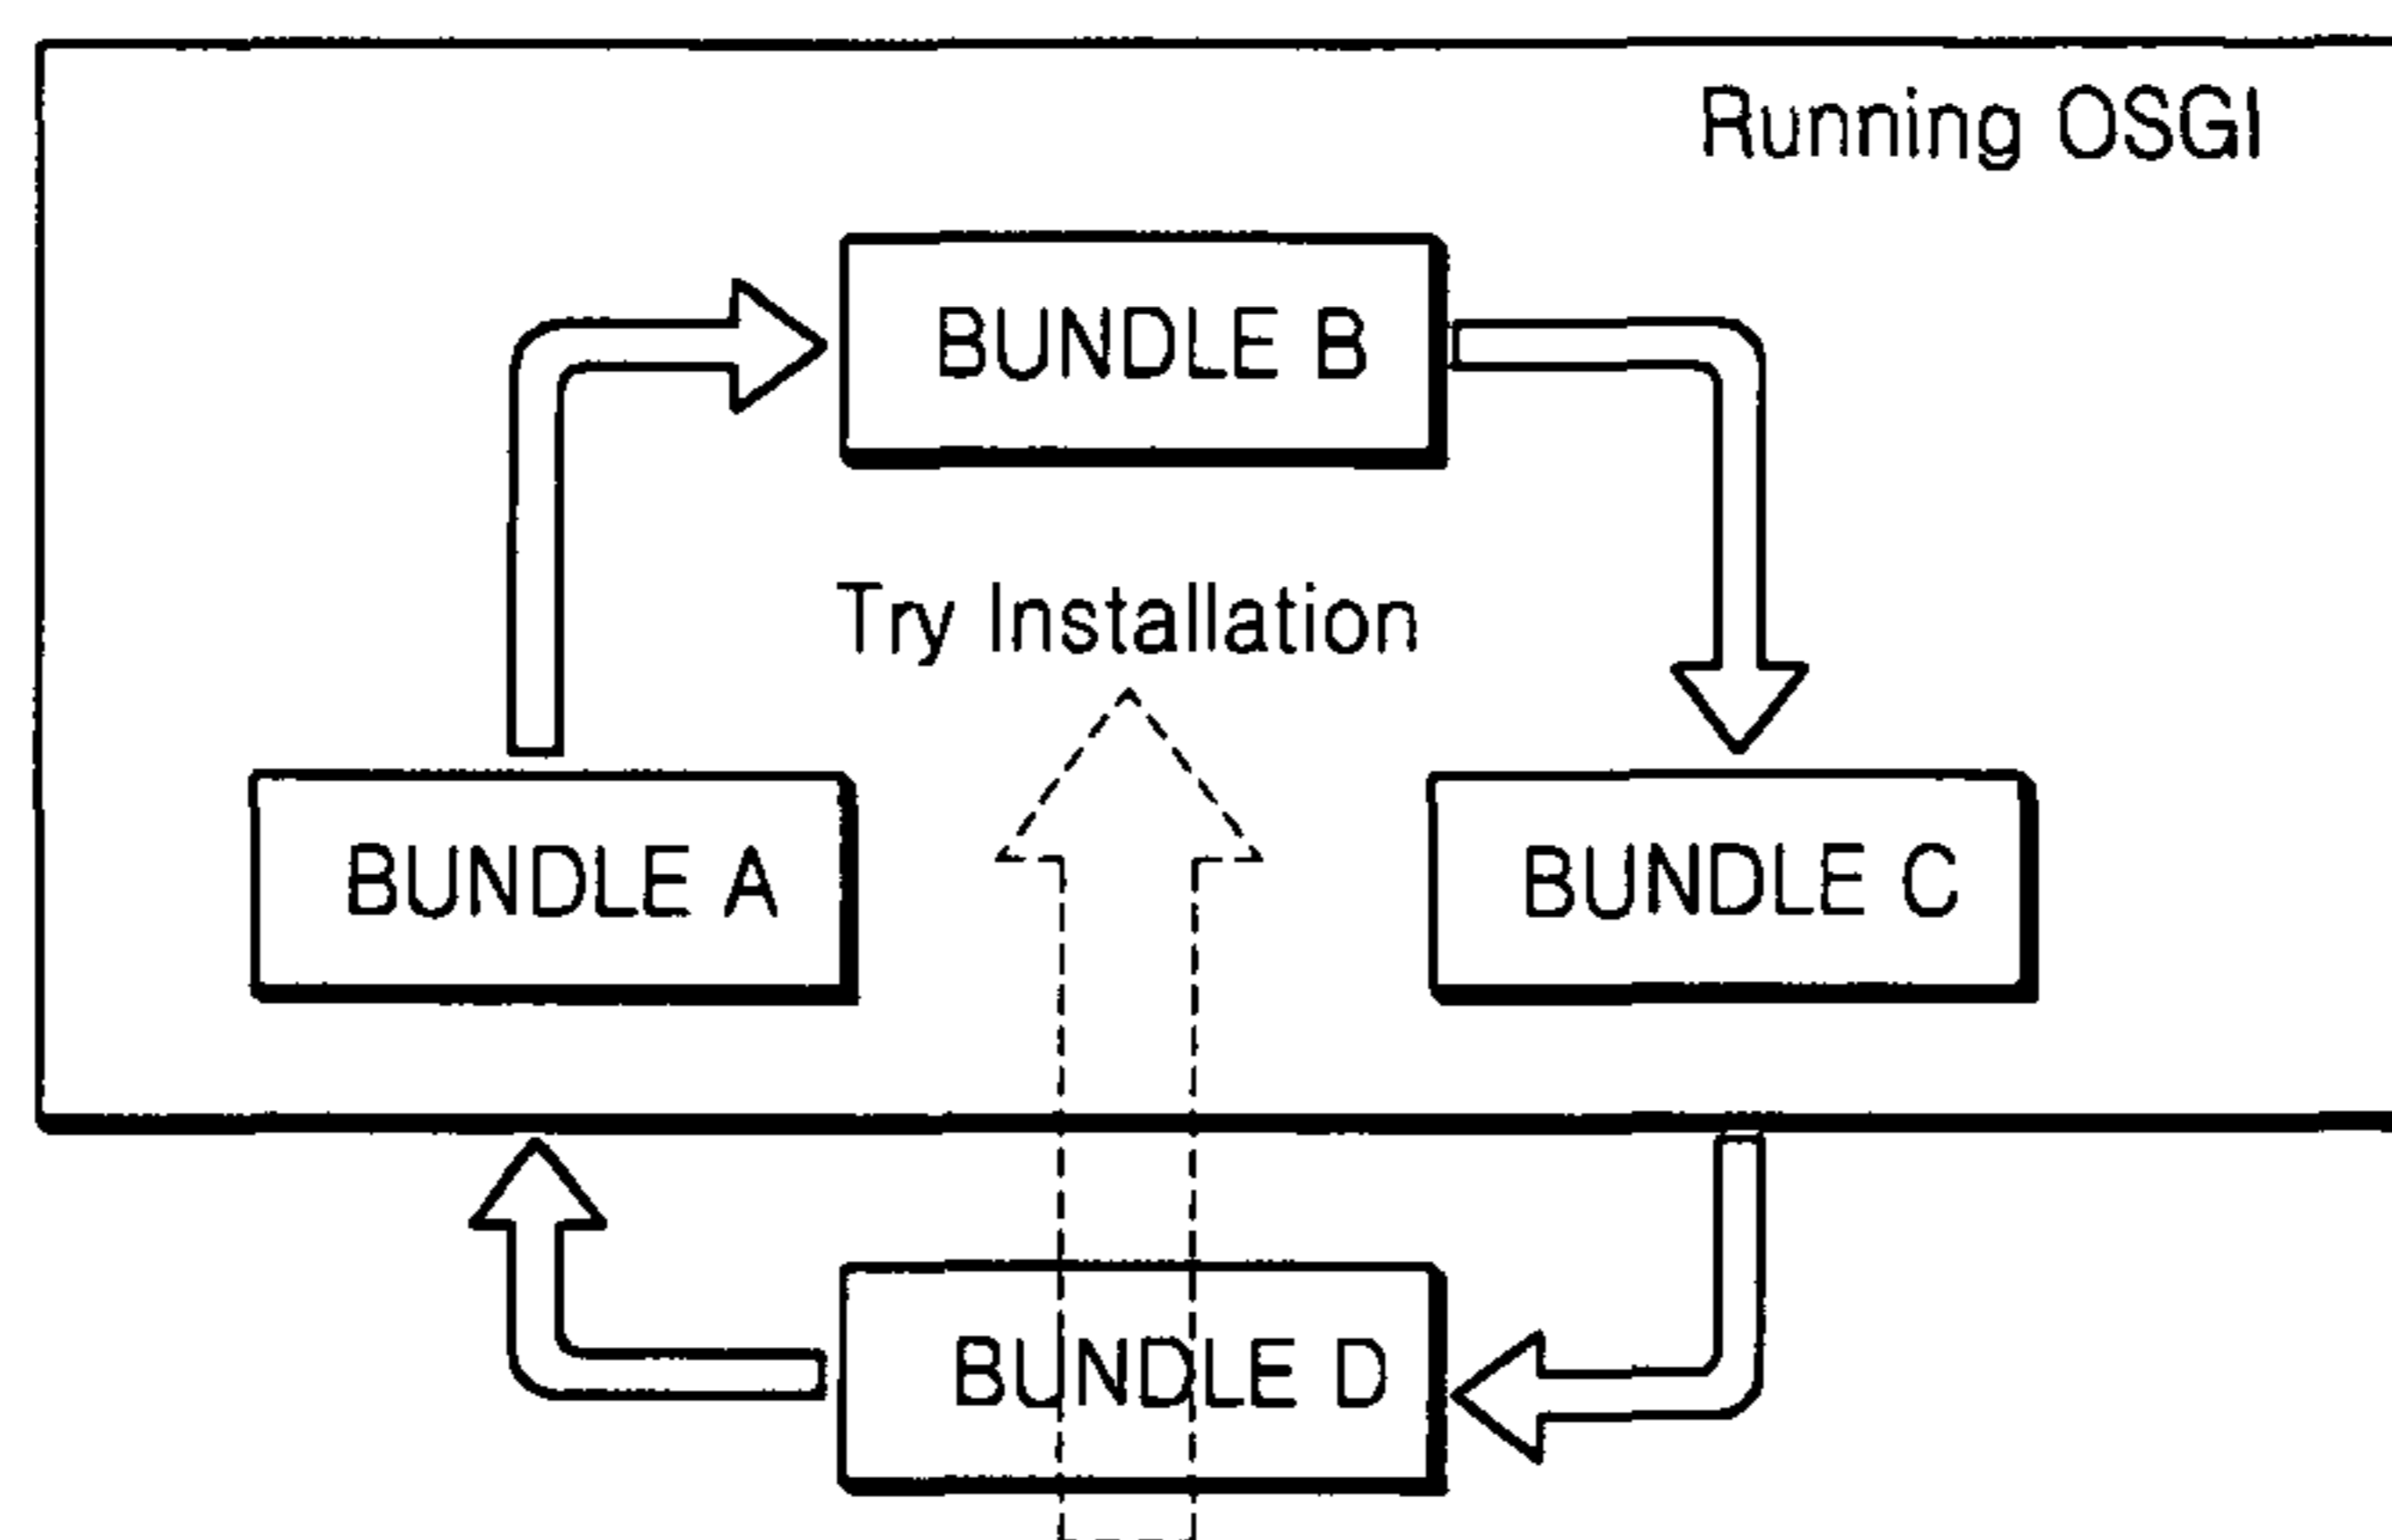 Running OSGI
BUNDLE B
Try Installation
BUNDLE A
BUNDLE C
BUNDLE D